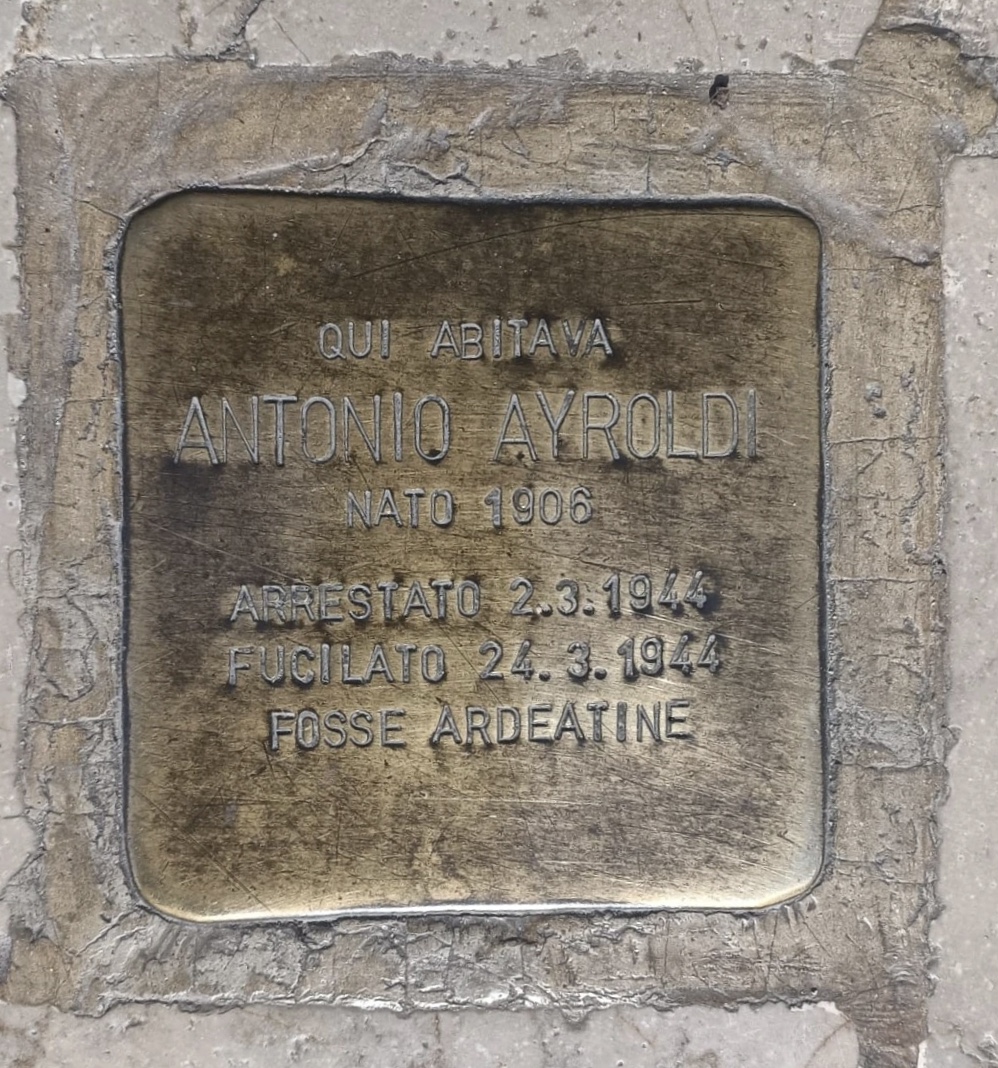 QUI ABITAVA
ANTONIO AYROLDI
NATO 1906
ARRESTATO 2.3.1944
FUCILATO 24.3.1944
FOSSE ARDEATINE